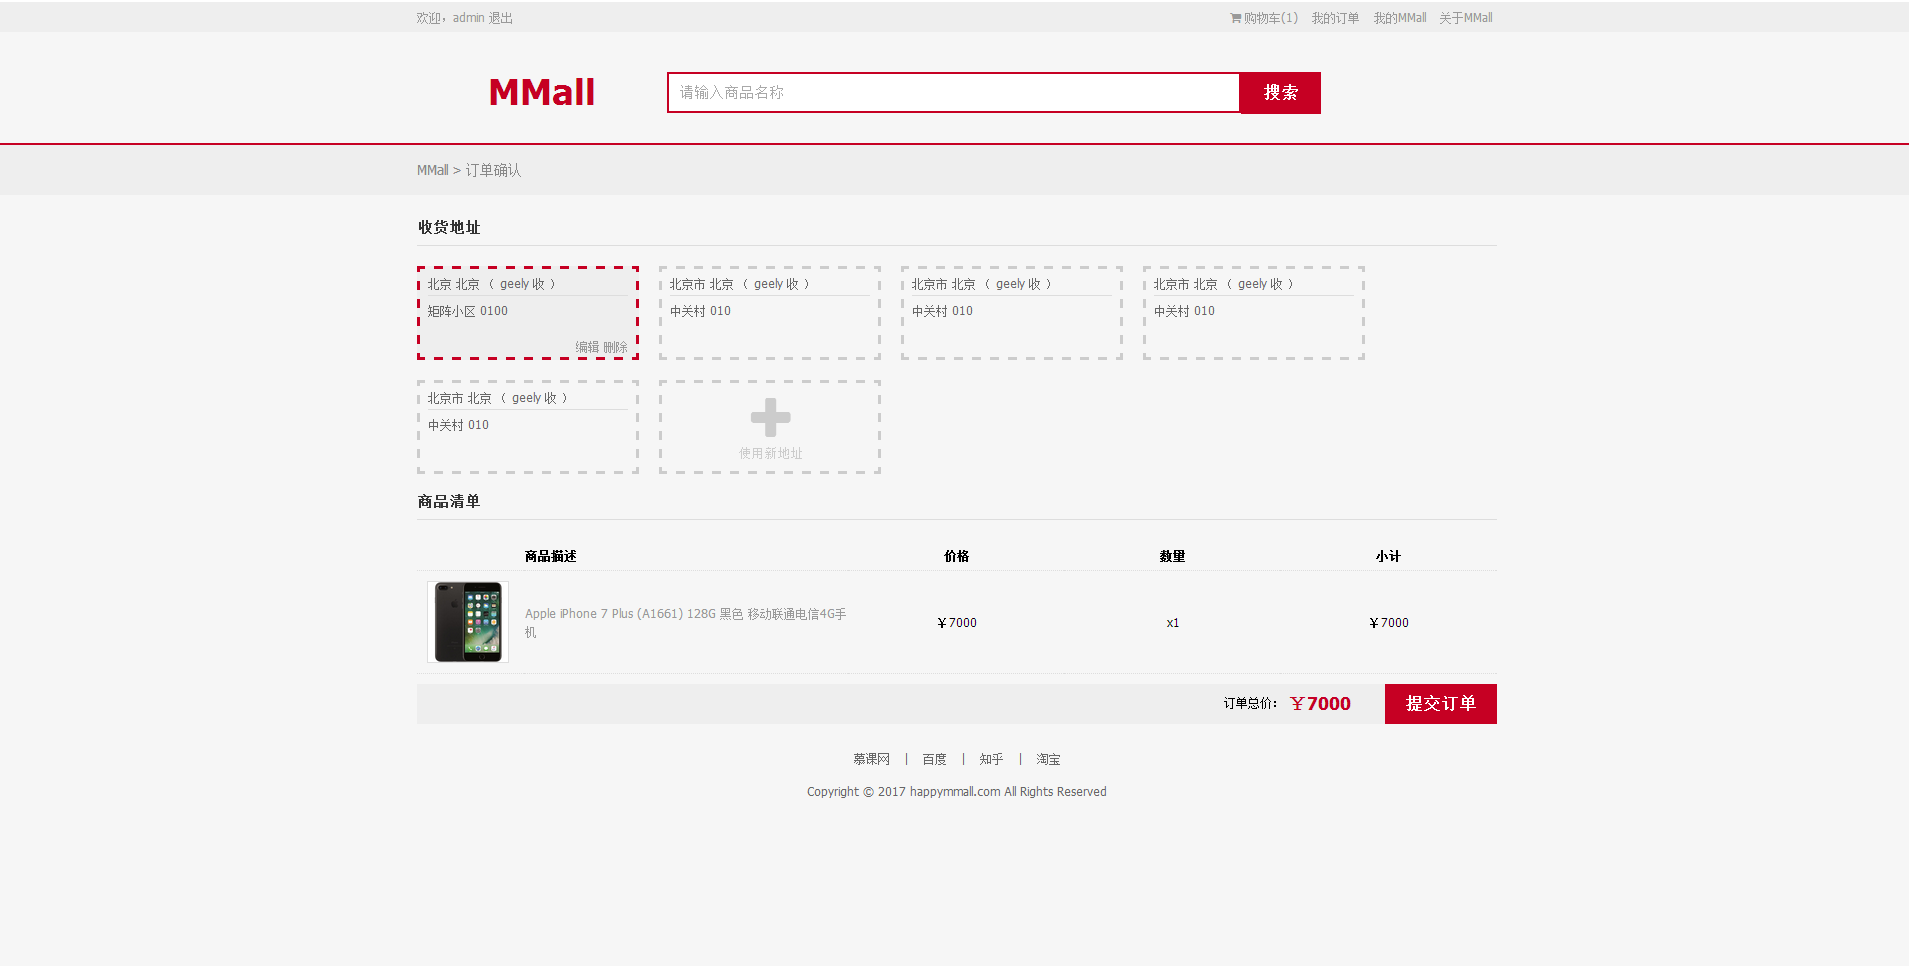 欢迎，admin 退出
购物车(1) 我的订单 我的MMall 关于MMall
MMall
请输入商品名称
搜索
MMall > 订单确认
收货地址
北京 北京 （ geely 收 ）
矩阵小区 0100
编辑 删除
北京市 北京 （ geely 收 ）
中关村 010
北京市 北京 （ geely 收 ）
中关村 010
北京市 北京 （ geely 收 ）
中关村 010
北京市 北京 （ geely 收 ）
中关村 010
使用新地址
商品清单
商品描述 价格 数量 小计
Apple iPhone 7 Plus (A1661) 128G 黑色 移动联通电信4G手
机
￥7000 x1 ￥7000
订单总价： ￥7000
提交订单
慕课网 | 百度 | 知乎 | 淘宝
Copyright © 2017 happymmall.com All Rights Reserved